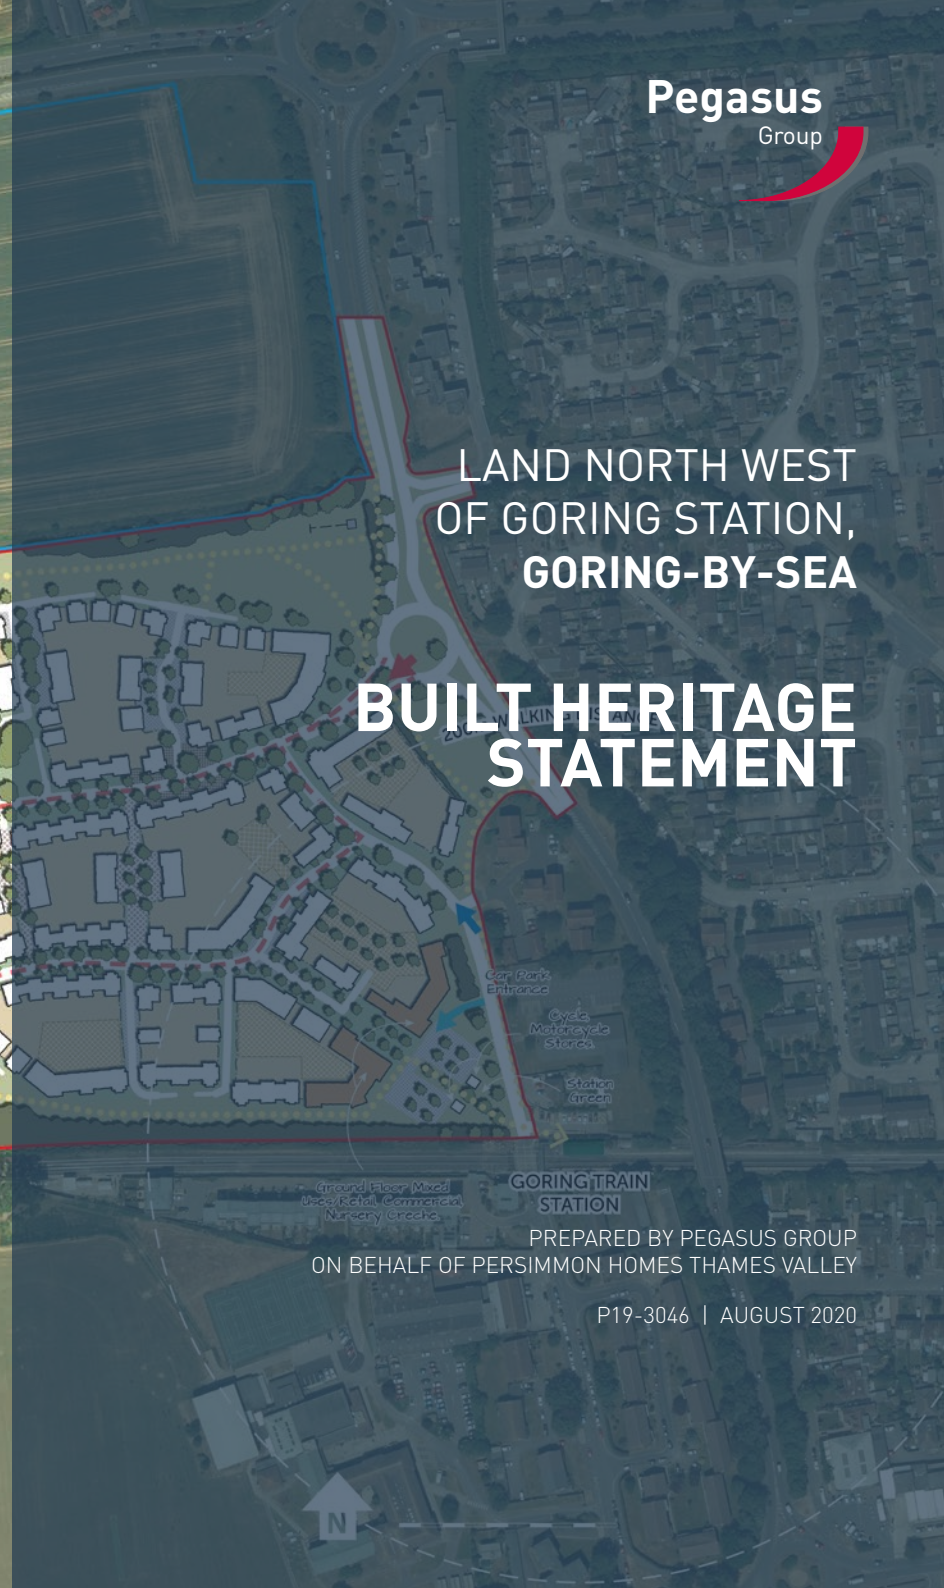 Pegasus
Group
LAND NORTH WEST
OF GORING STATION,
GORING-BY-SEA
BUILT HERITAGE
STATEMENT
WALKING DISTANCE
Car Park
Entrance
Cycle
Motorcycle
Stores
Station
Green
GORING TRAIN
STATION
Ground Floor Mixed
Uses/Retail Commercial
Nursery Creche
PREPARED BY PEGASUS GROUP
ON BEHALF OF PERSIMMON HOMES THAMES VALLEY
P19-3046 | AUGUST 2020
N